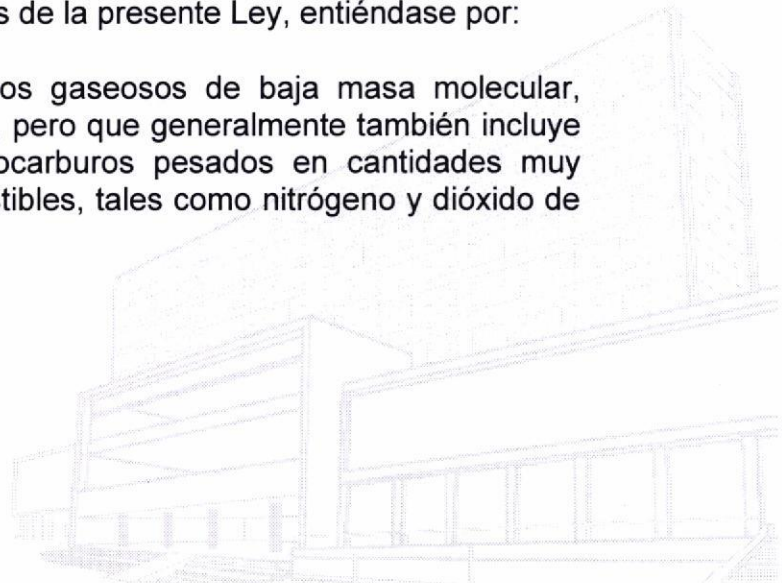 s de la presente Ley, entiéndase por:
os gaseosos de baja masa molecular,
pero que generalmente también incluye
ocarburos pesados en cantidades muy
stibles, tales como nitrógeno y dióxido de